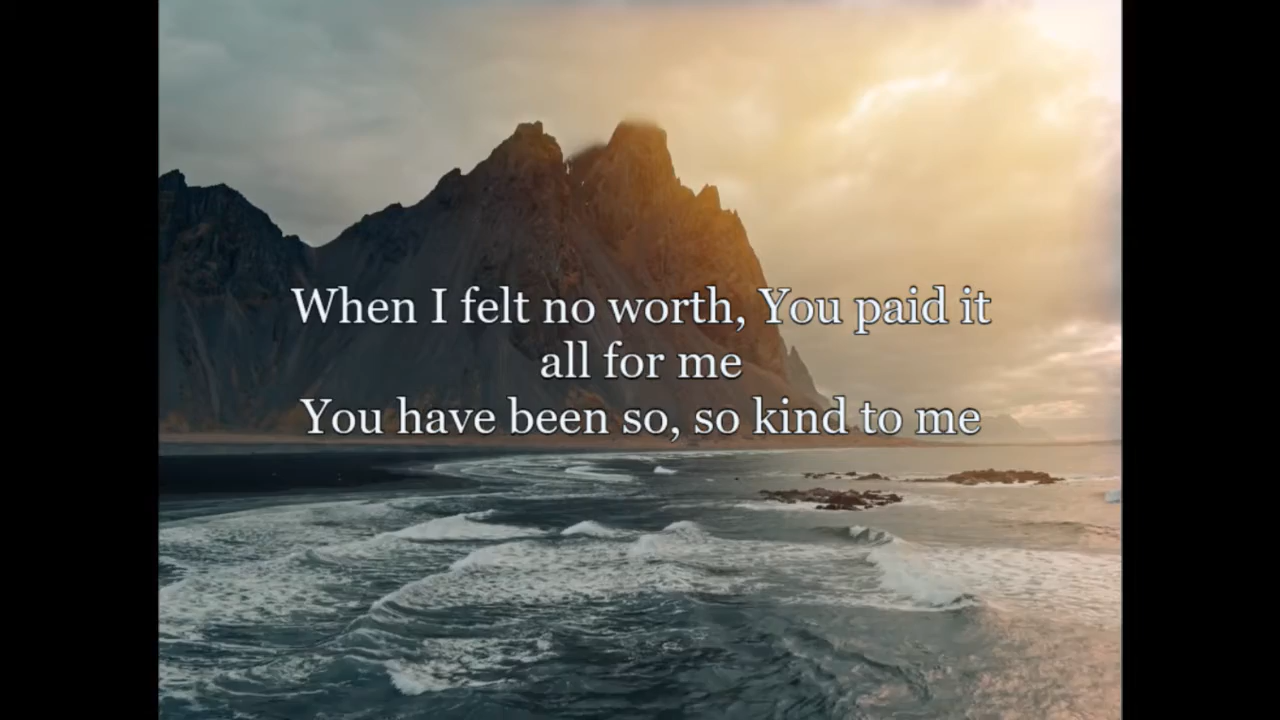 When I felt no worth, You paid it
all for me
You have been so, so kind to me